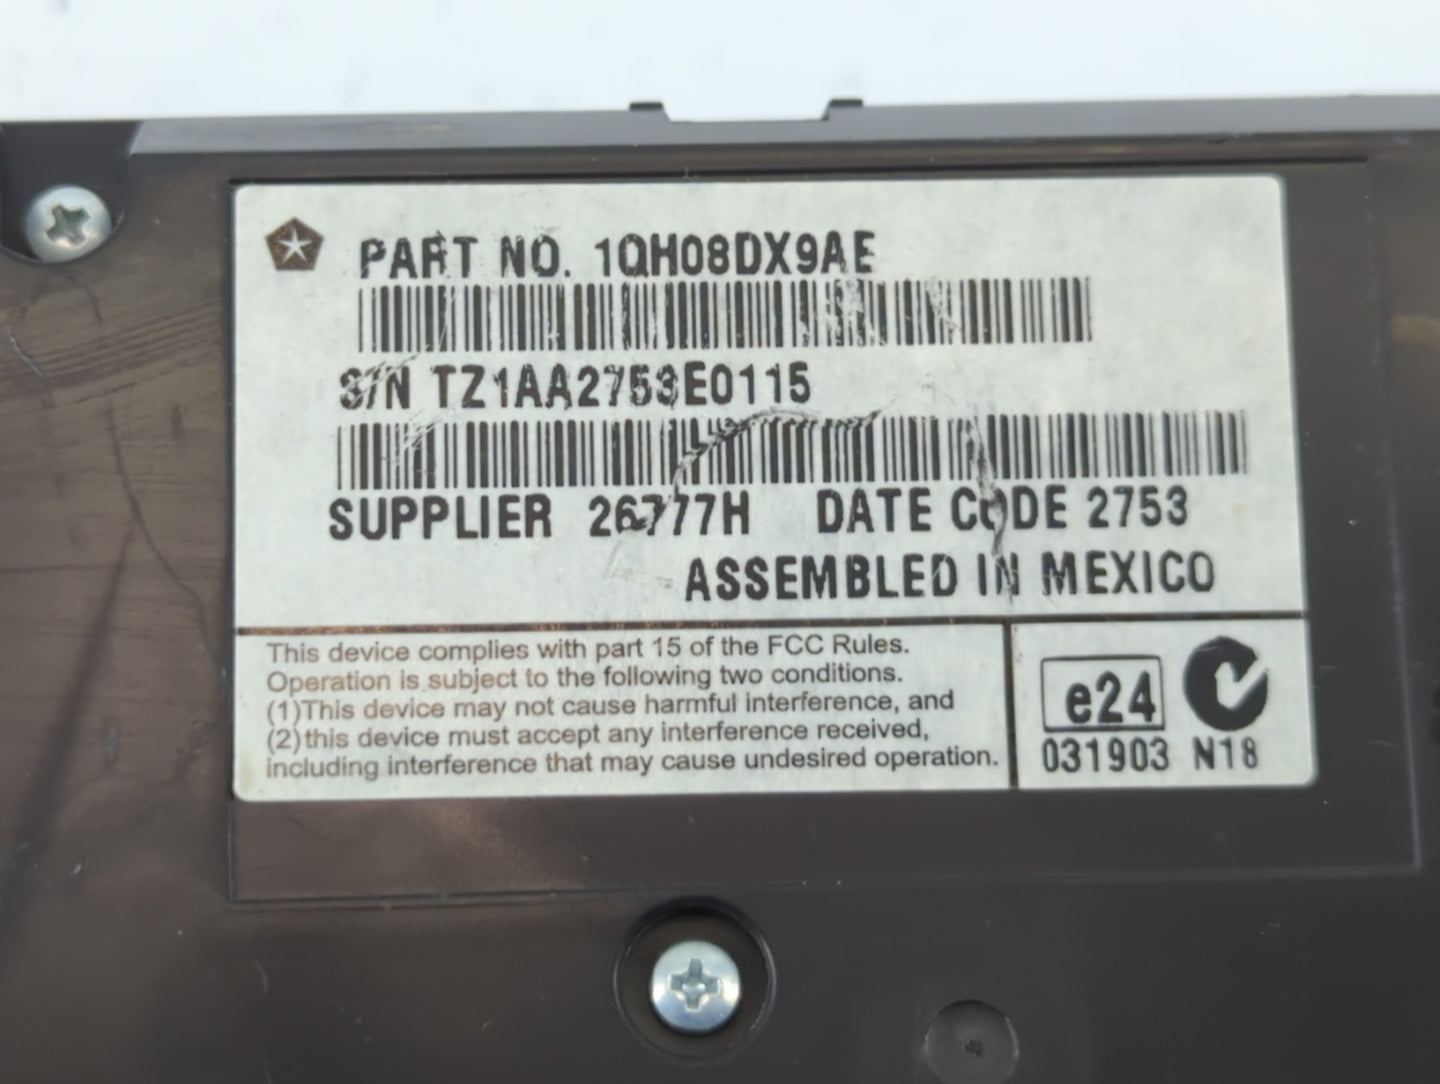 PART NO. 1QH08DX9AE
S/N TZ1AA2753E0115
SUPPLIER 26777H DATE CODE 2753
ASSEMBLED IN MEXICO
This device complies with part 15 of the FCC Rules.
Operation is subject to the following two conditions.
(1)This device may not cause harmful interference, and
(2)this device must accept any interference received,
including interference that may cause undesired operation.
e24
031903 N18